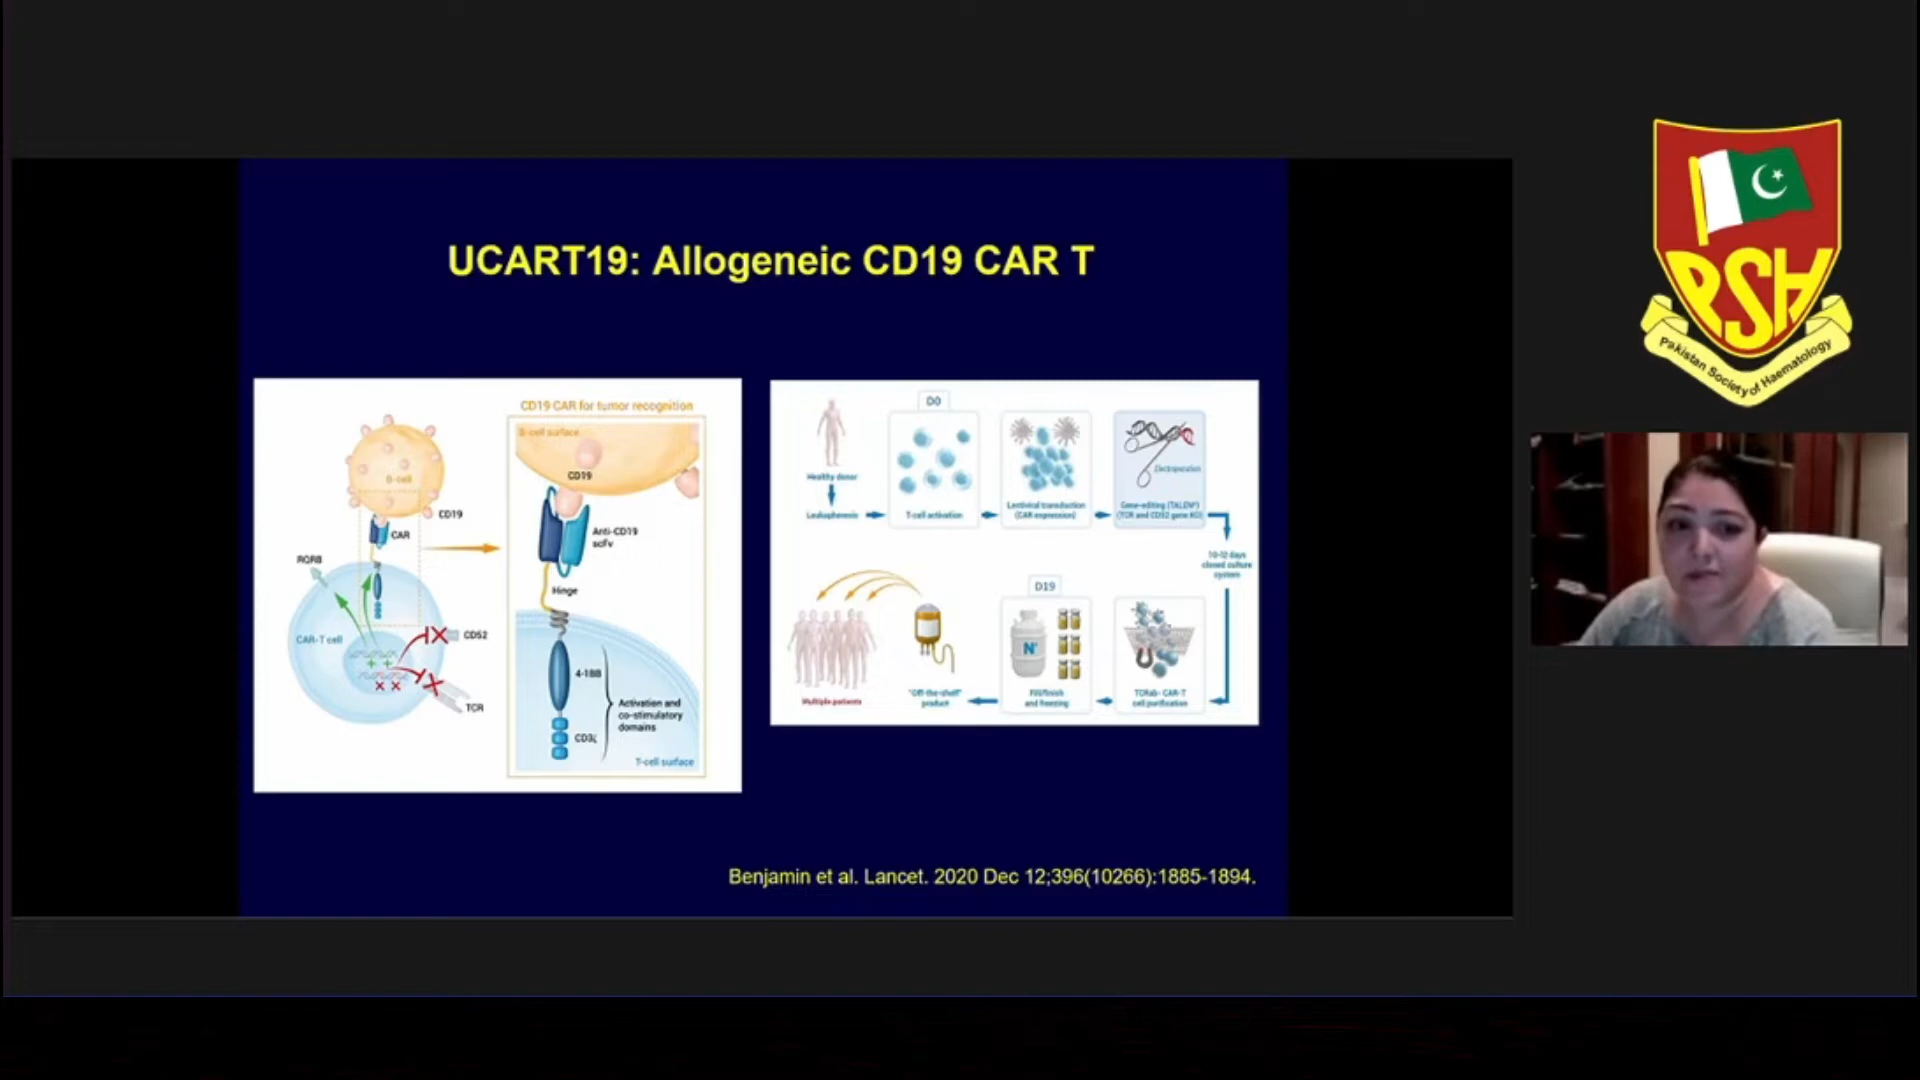 UCART19: Allogeneic CD19 CAR T
CD19 CAR for tumor recognition
B-cell surface
CD19
B-cell
CD19
CAR
Anti-CD19
scFv
RQR8
Hinge
CAR-T cell
CD52
TCR
4-1BB
Activation and
co-stimulatory
domains
CD3ζ
T-cell surface
D0
Healthy donor
Leukapheresis
T-cell activation
Lentiviral transduction
(CAR expression)
Electroporation
Gene-editing (TALEN®)
(TCR and CD52 gene KO)
10-12 days
closed culture
system
D19
N²
Multiple patients
"Off-the-shelf"
product
Fill/finish
and freezing
TCRαβ- CAR-T
cell purification
Benjamin et al. Lancet. 2020 Dec 12;396(10266):1885-1894.
PSH
Pakistan Society of Haematology